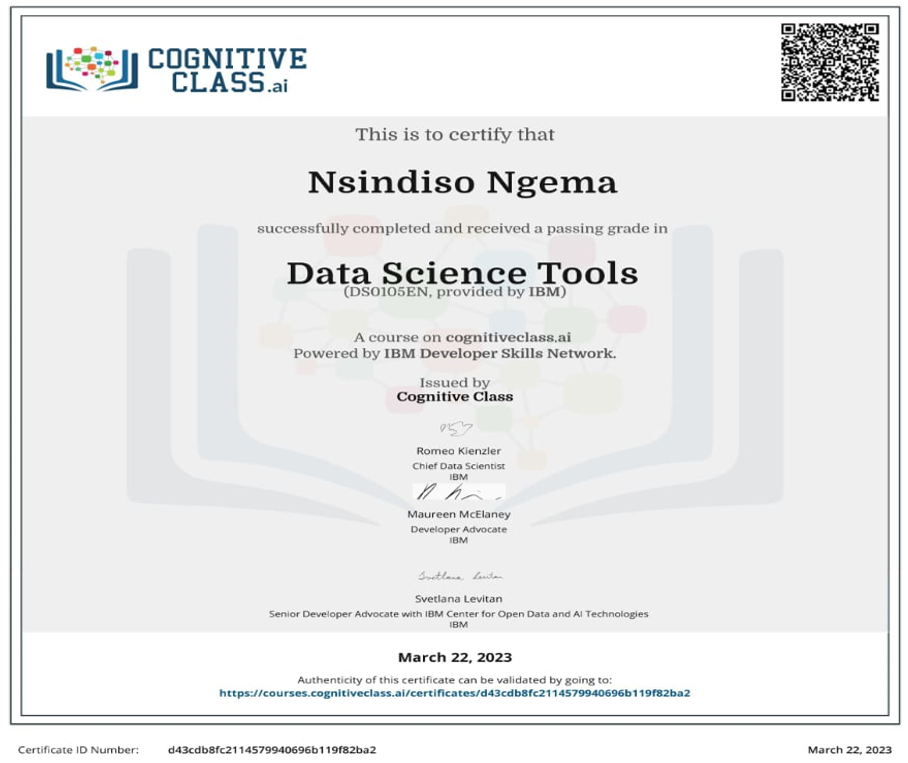 COGNITIVE
CLASS.ai
This is to certify that
Nsindiso Ngema
successfully completed and received a passing grade in
Data Science Tools
(DS0105EN, provided by IBM)
A course on cognitiveclass.ai
Powered by IBM Developer Skills Network.
Issued by
Cognitive Class
Romeo Kienzler
Chief Data Scientist
IBM
Maureen McElaney
Developer Advocate
IBM
Svetlana Levitan
Svetlana Levitan
Senior Developer Advocate with IBM Center for Open Data and AI Technologies
IBM
March 22, 2023
Authenticity of this certificate can be validated by going to:
https://courses.cognitiveclass.ai/certificates/d43cdb8fc2114579940696b119f82ba2
Certificate ID Number: d43cdb8fc2114579940696b119f82ba2 March 22, 2023